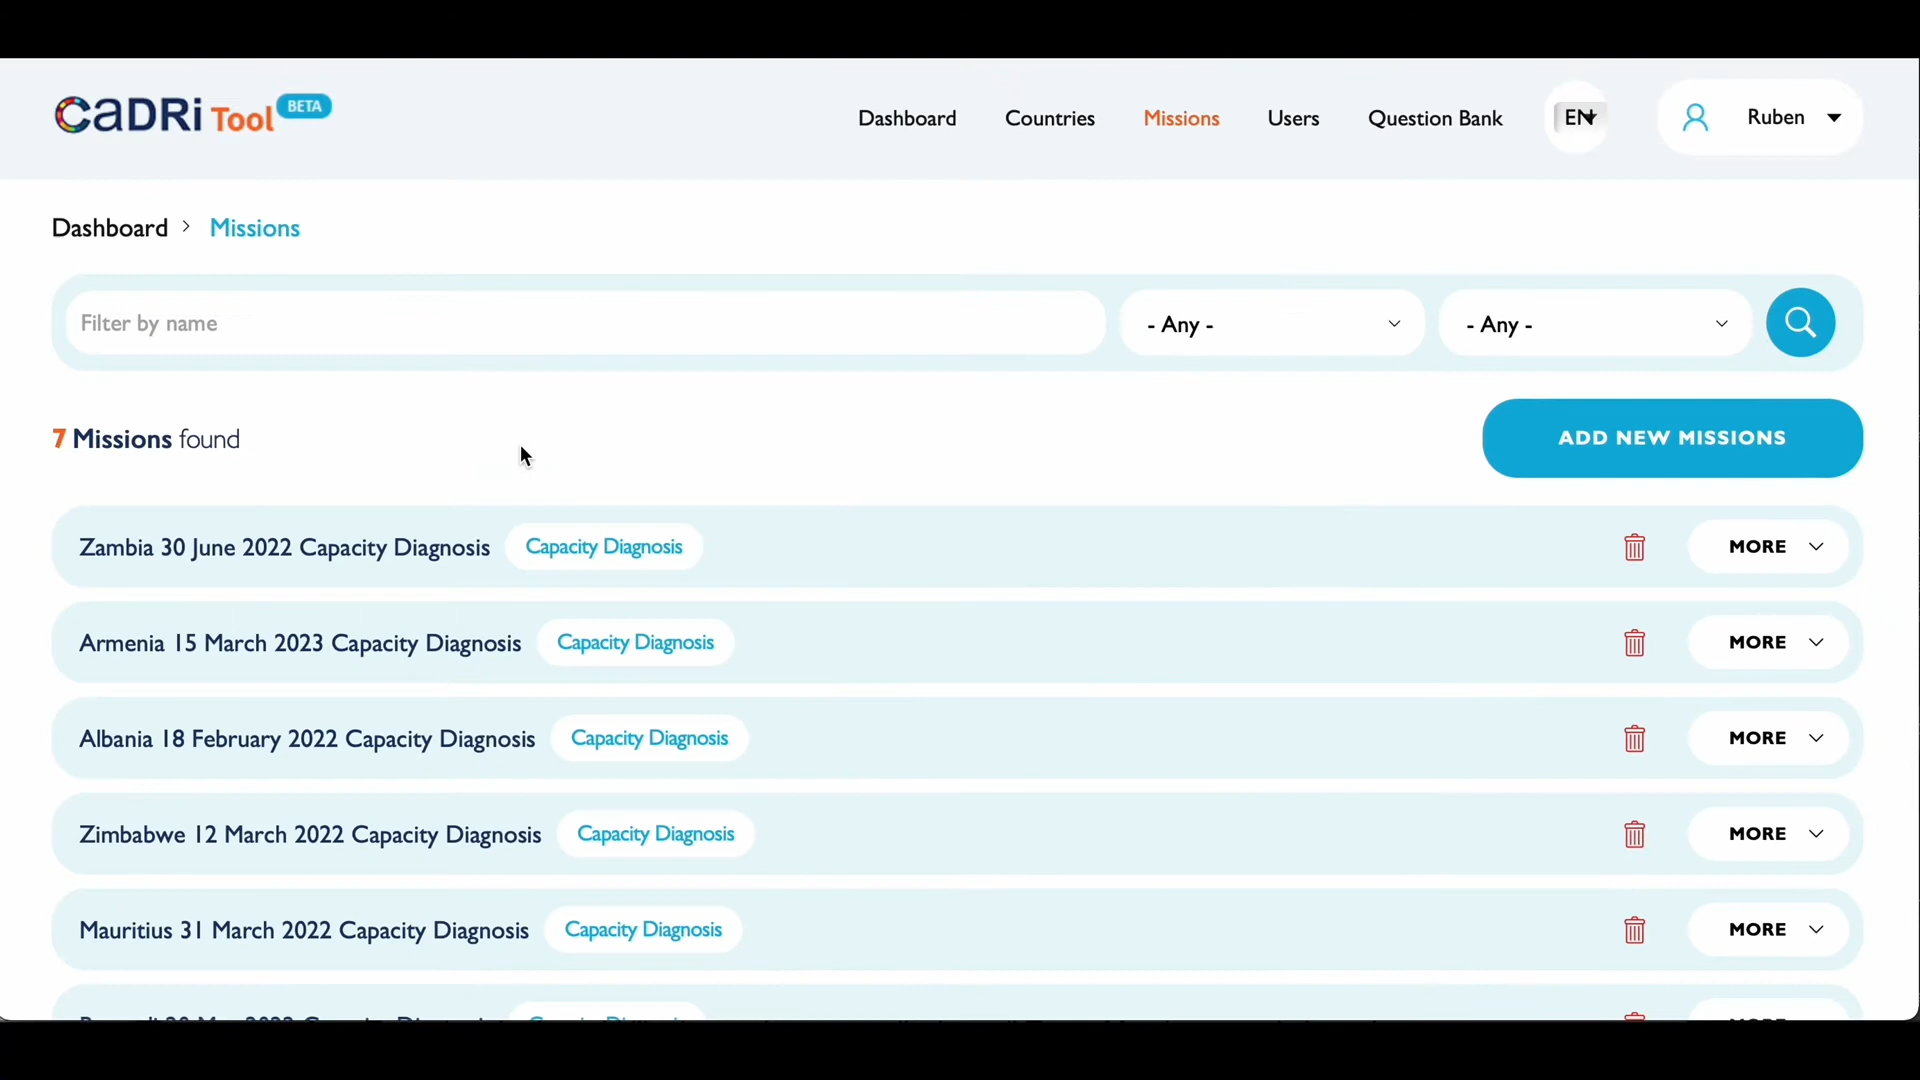 CADRi Tool BETA
Dashboard Countries Missions Users Question Bank EN Ruben
Dashboard > Missions
Filter by name - Any - - Any -
7 Missions found
ADD NEW MISSIONS
Zambia 30 June 2022 Capacity Diagnosis Capacity Diagnosis MORE
Armenia 15 March 2023 Capacity Diagnosis Capacity Diagnosis MORE
Albania 18 February 2022 Capacity Diagnosis Capacity Diagnosis MORE
Zimbabwe 12 March 2022 Capacity Diagnosis Capacity Diagnosis MORE
Mauritius 31 March 2022 Capacity Diagnosis Capacity Diagnosis MORE